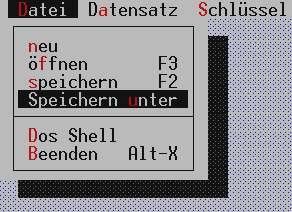 Datei Datensatz Schlüssel
neu
öffnen F3
speichern F2
Speichern unter
Dos Shell
Beenden Alt-X